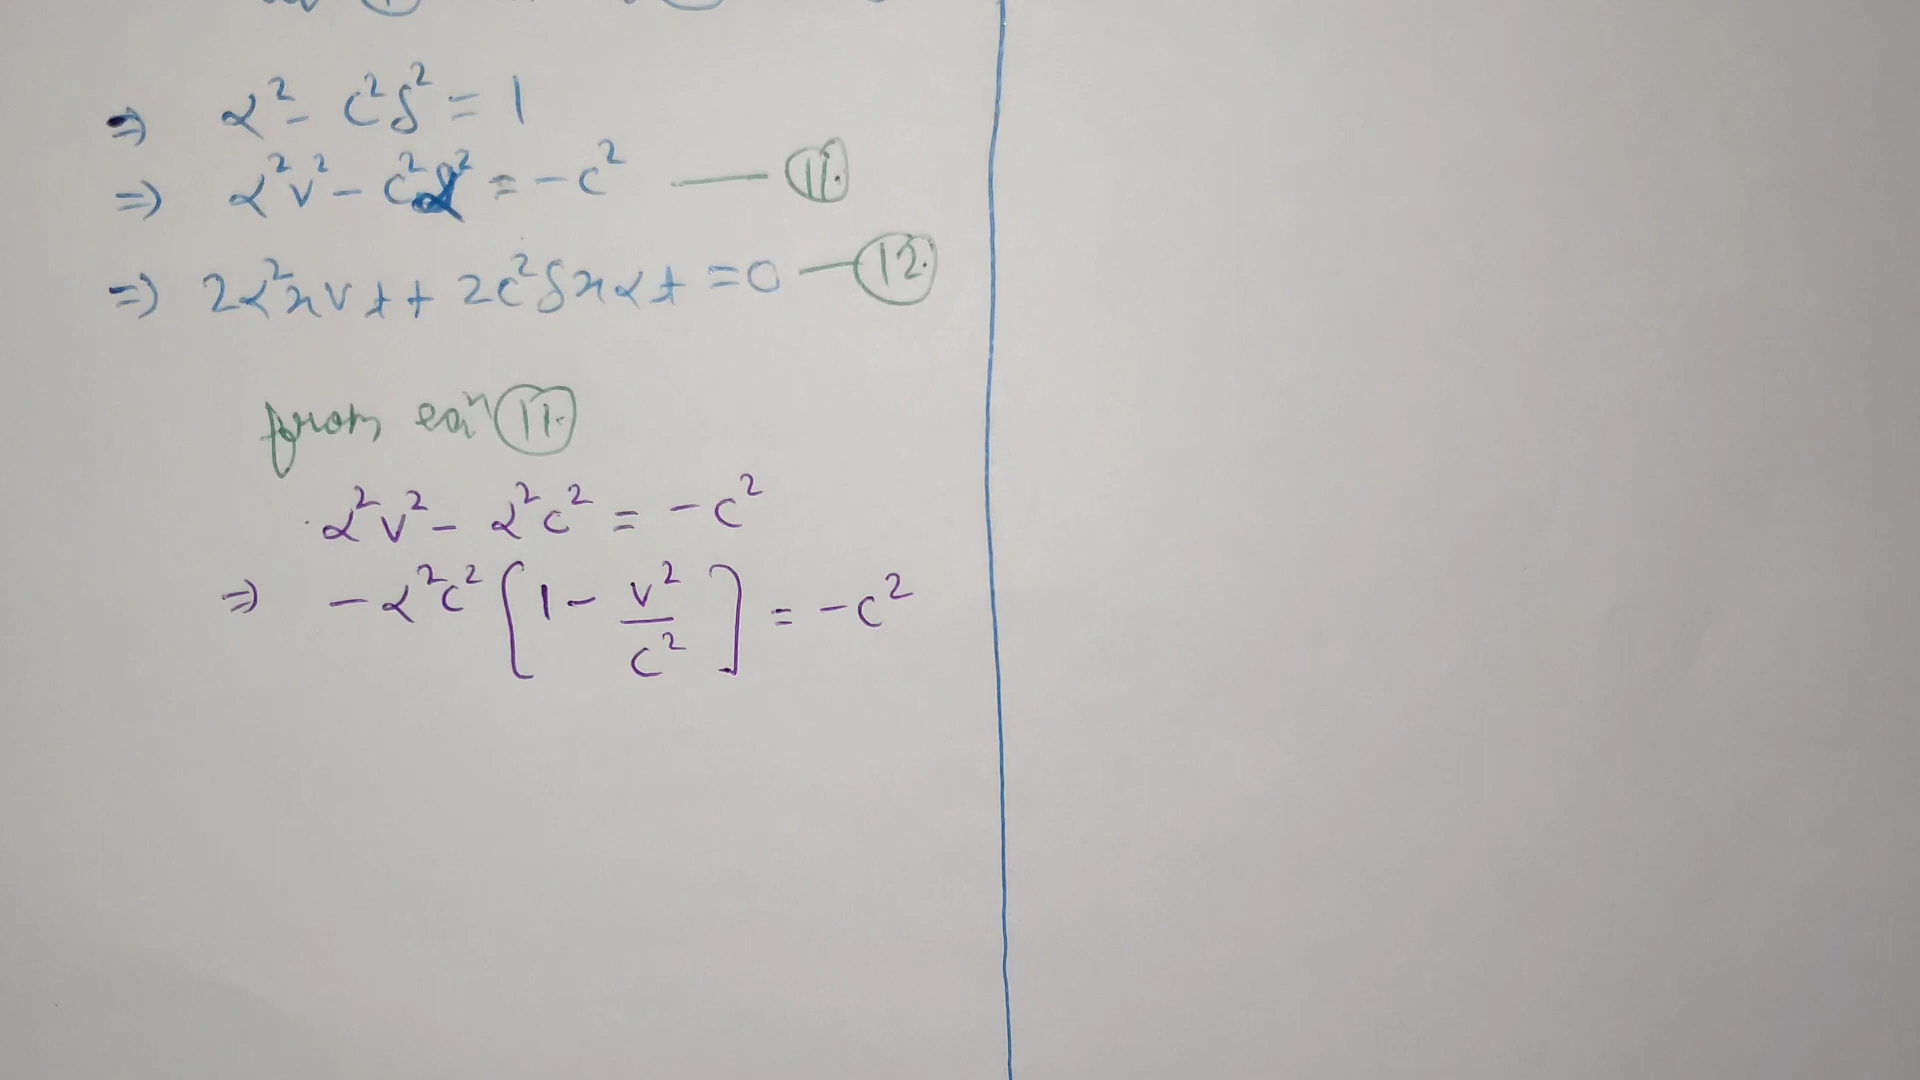 ⇒ α² - c²δ² = 1
⇒ α²v² - c²α² = -c² — (11.)
⇒ 2α²xvt + 2c²δxαt = 0 — (12.)
from eqⁿ (11.)
α²v² - α²c² = -c²
⇒ -α²c² [1 - v²/c²] = -c²